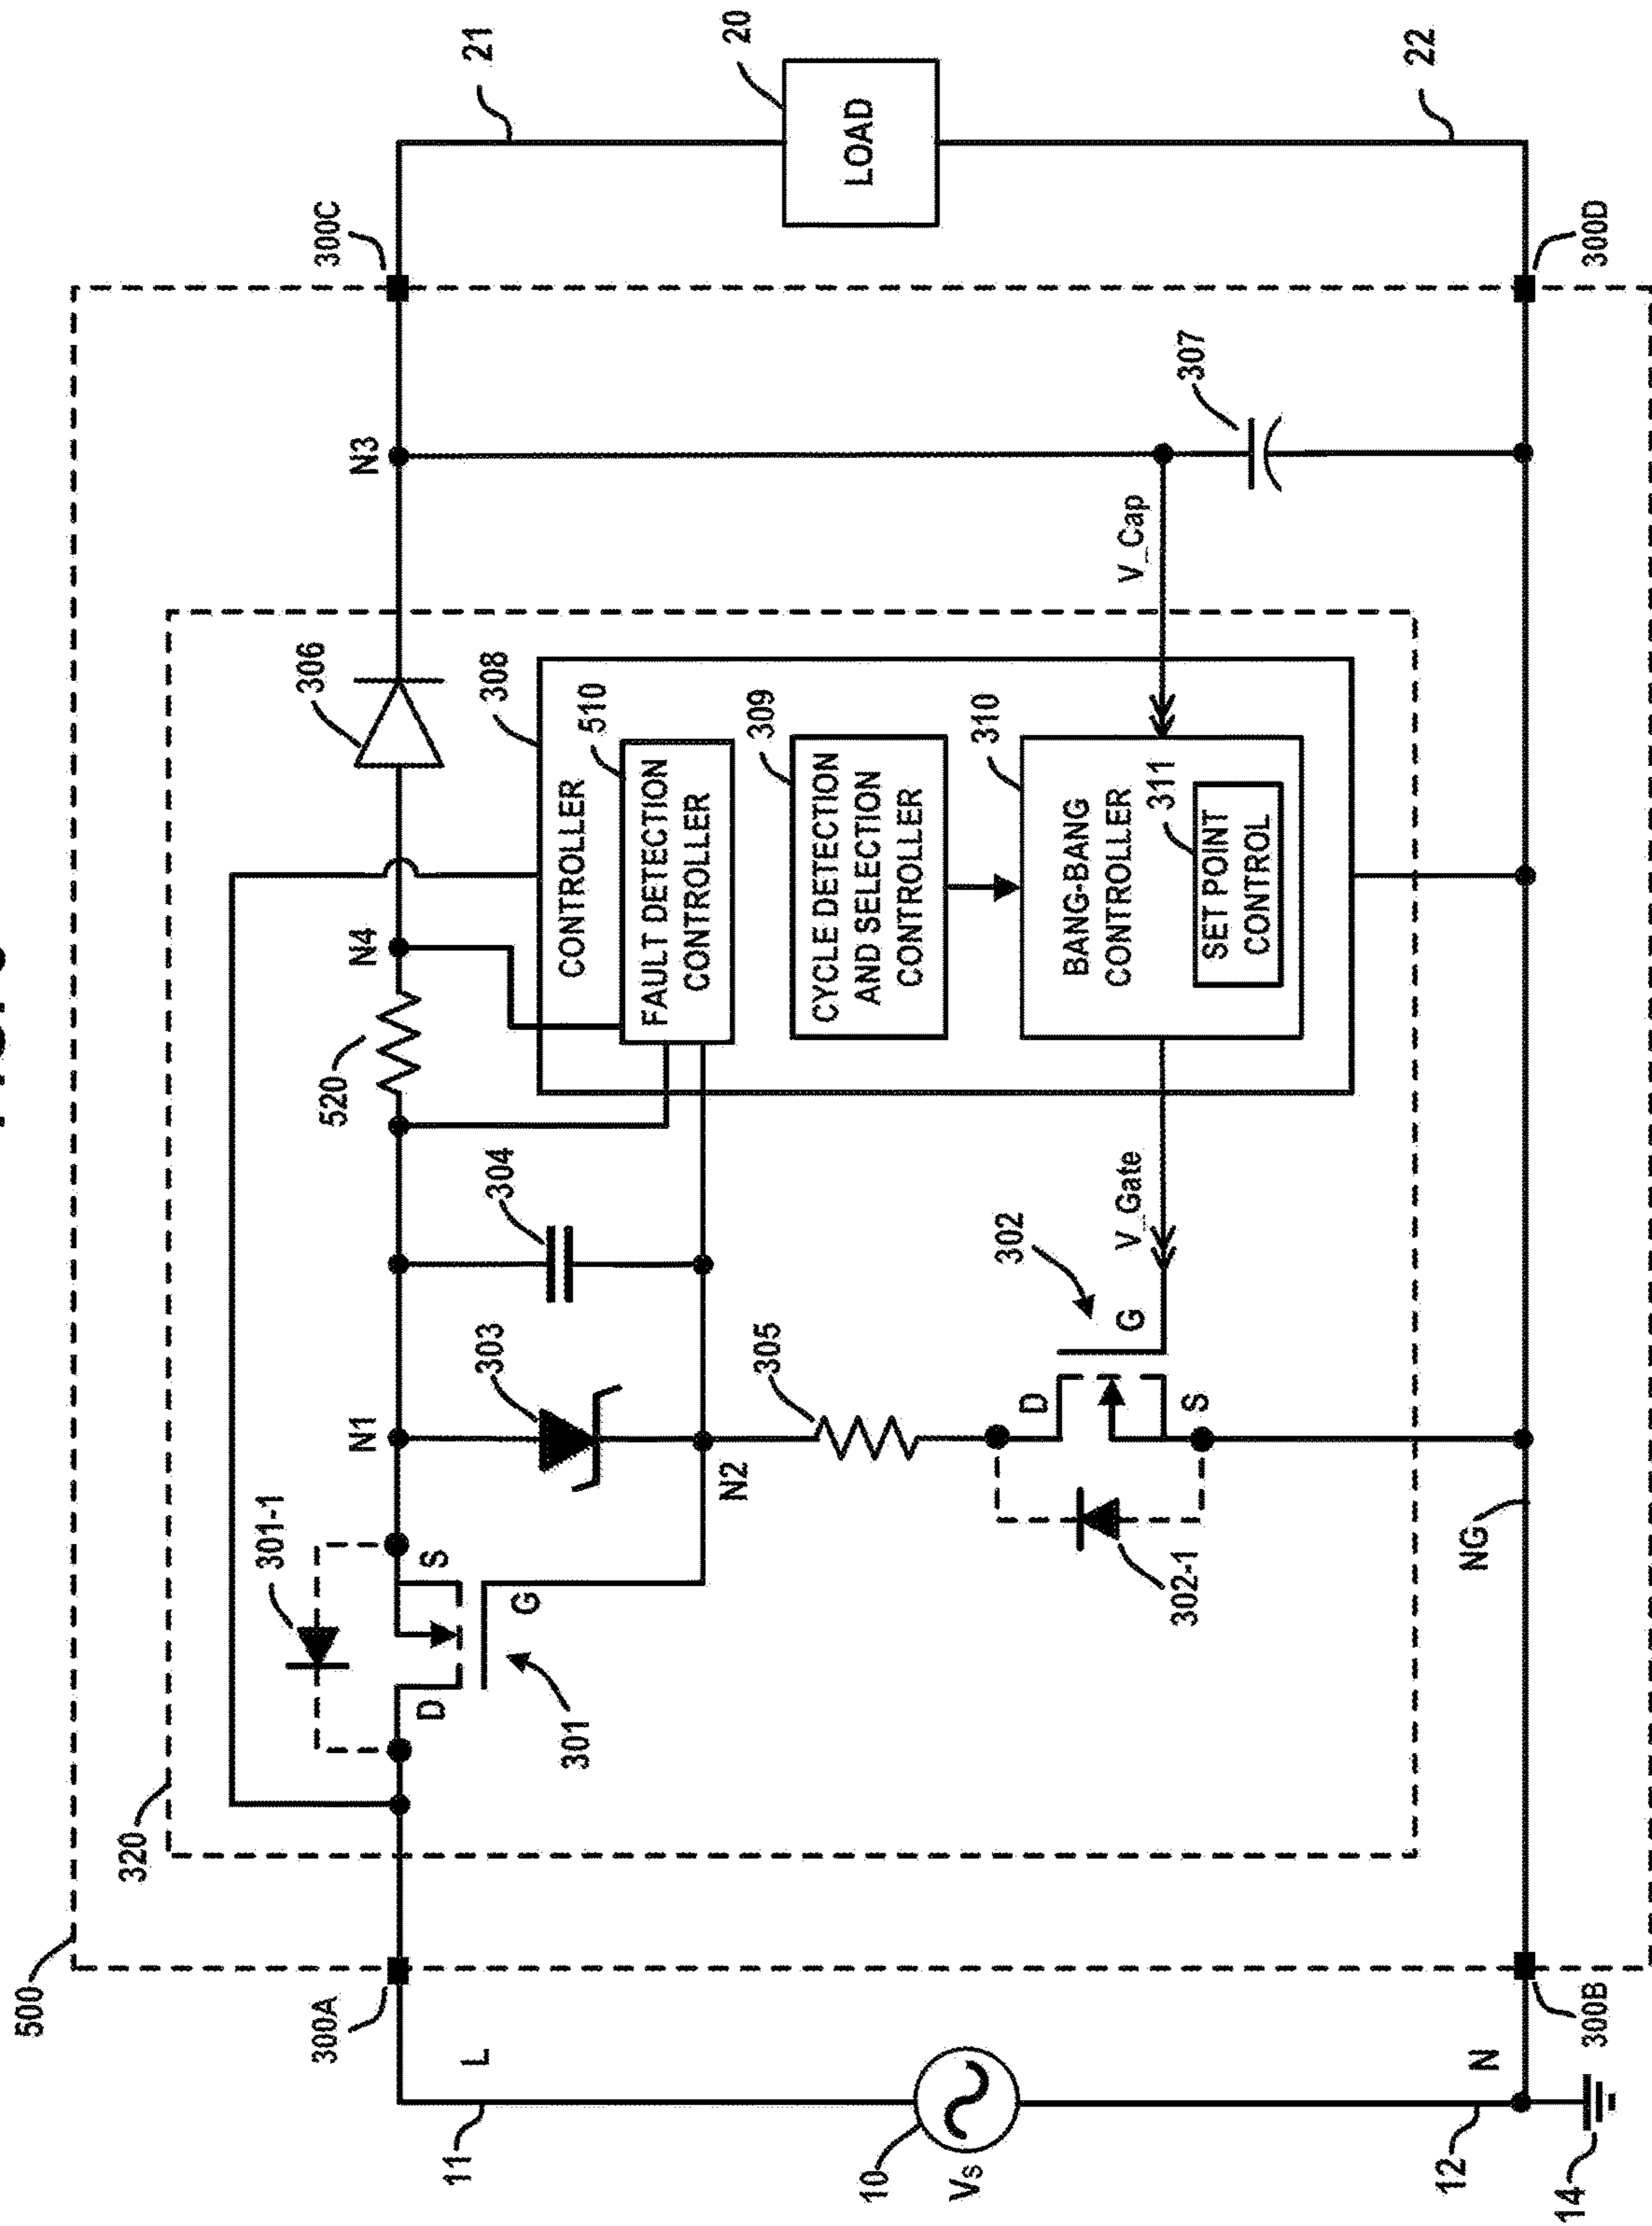 500
320
300A
L
11
10
Vs
12
N
14
300B
301-1
D
S
G
301
N1
303
N2
304
305
302
D
G
S
302-1
NG
V_Gate
520
N4
306
308
CONTROLLER
510
FAULT DETECTION
CONTROLLER
309
CYCLE DETECTION
AND SELECTION
CONTROLLER
310
BANG-BANG
CONTROLLER
311
SET POINT
CONTROL
V_Cap
N3
307
300C
300D
21
20
LOAD
22